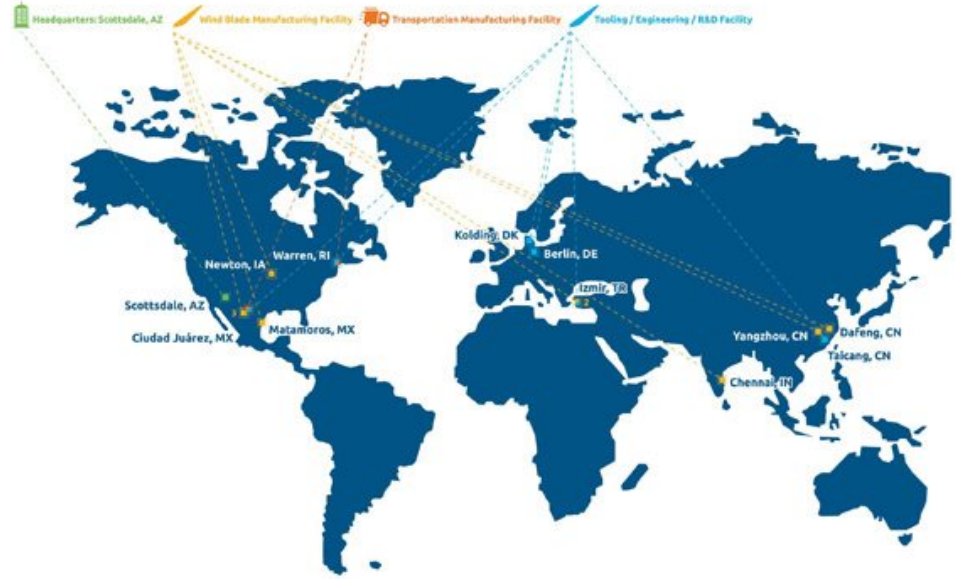 Headquarters: Scottsdale, AZ
Wind Blade Manufacturing Facility
Transportation Manufacturing Facility
Tooling / Engineering / R&D Facility
Kolding, DK
Berlin, DE
Warren, RI
Newton, IA
Izmir, TR
2
Scottsdale, AZ
3
Ciudad Juárez, MX
Matamoros, MX
Yangzhou, CN
Dafeng, CN
Taicang, CN
Chennai, IN